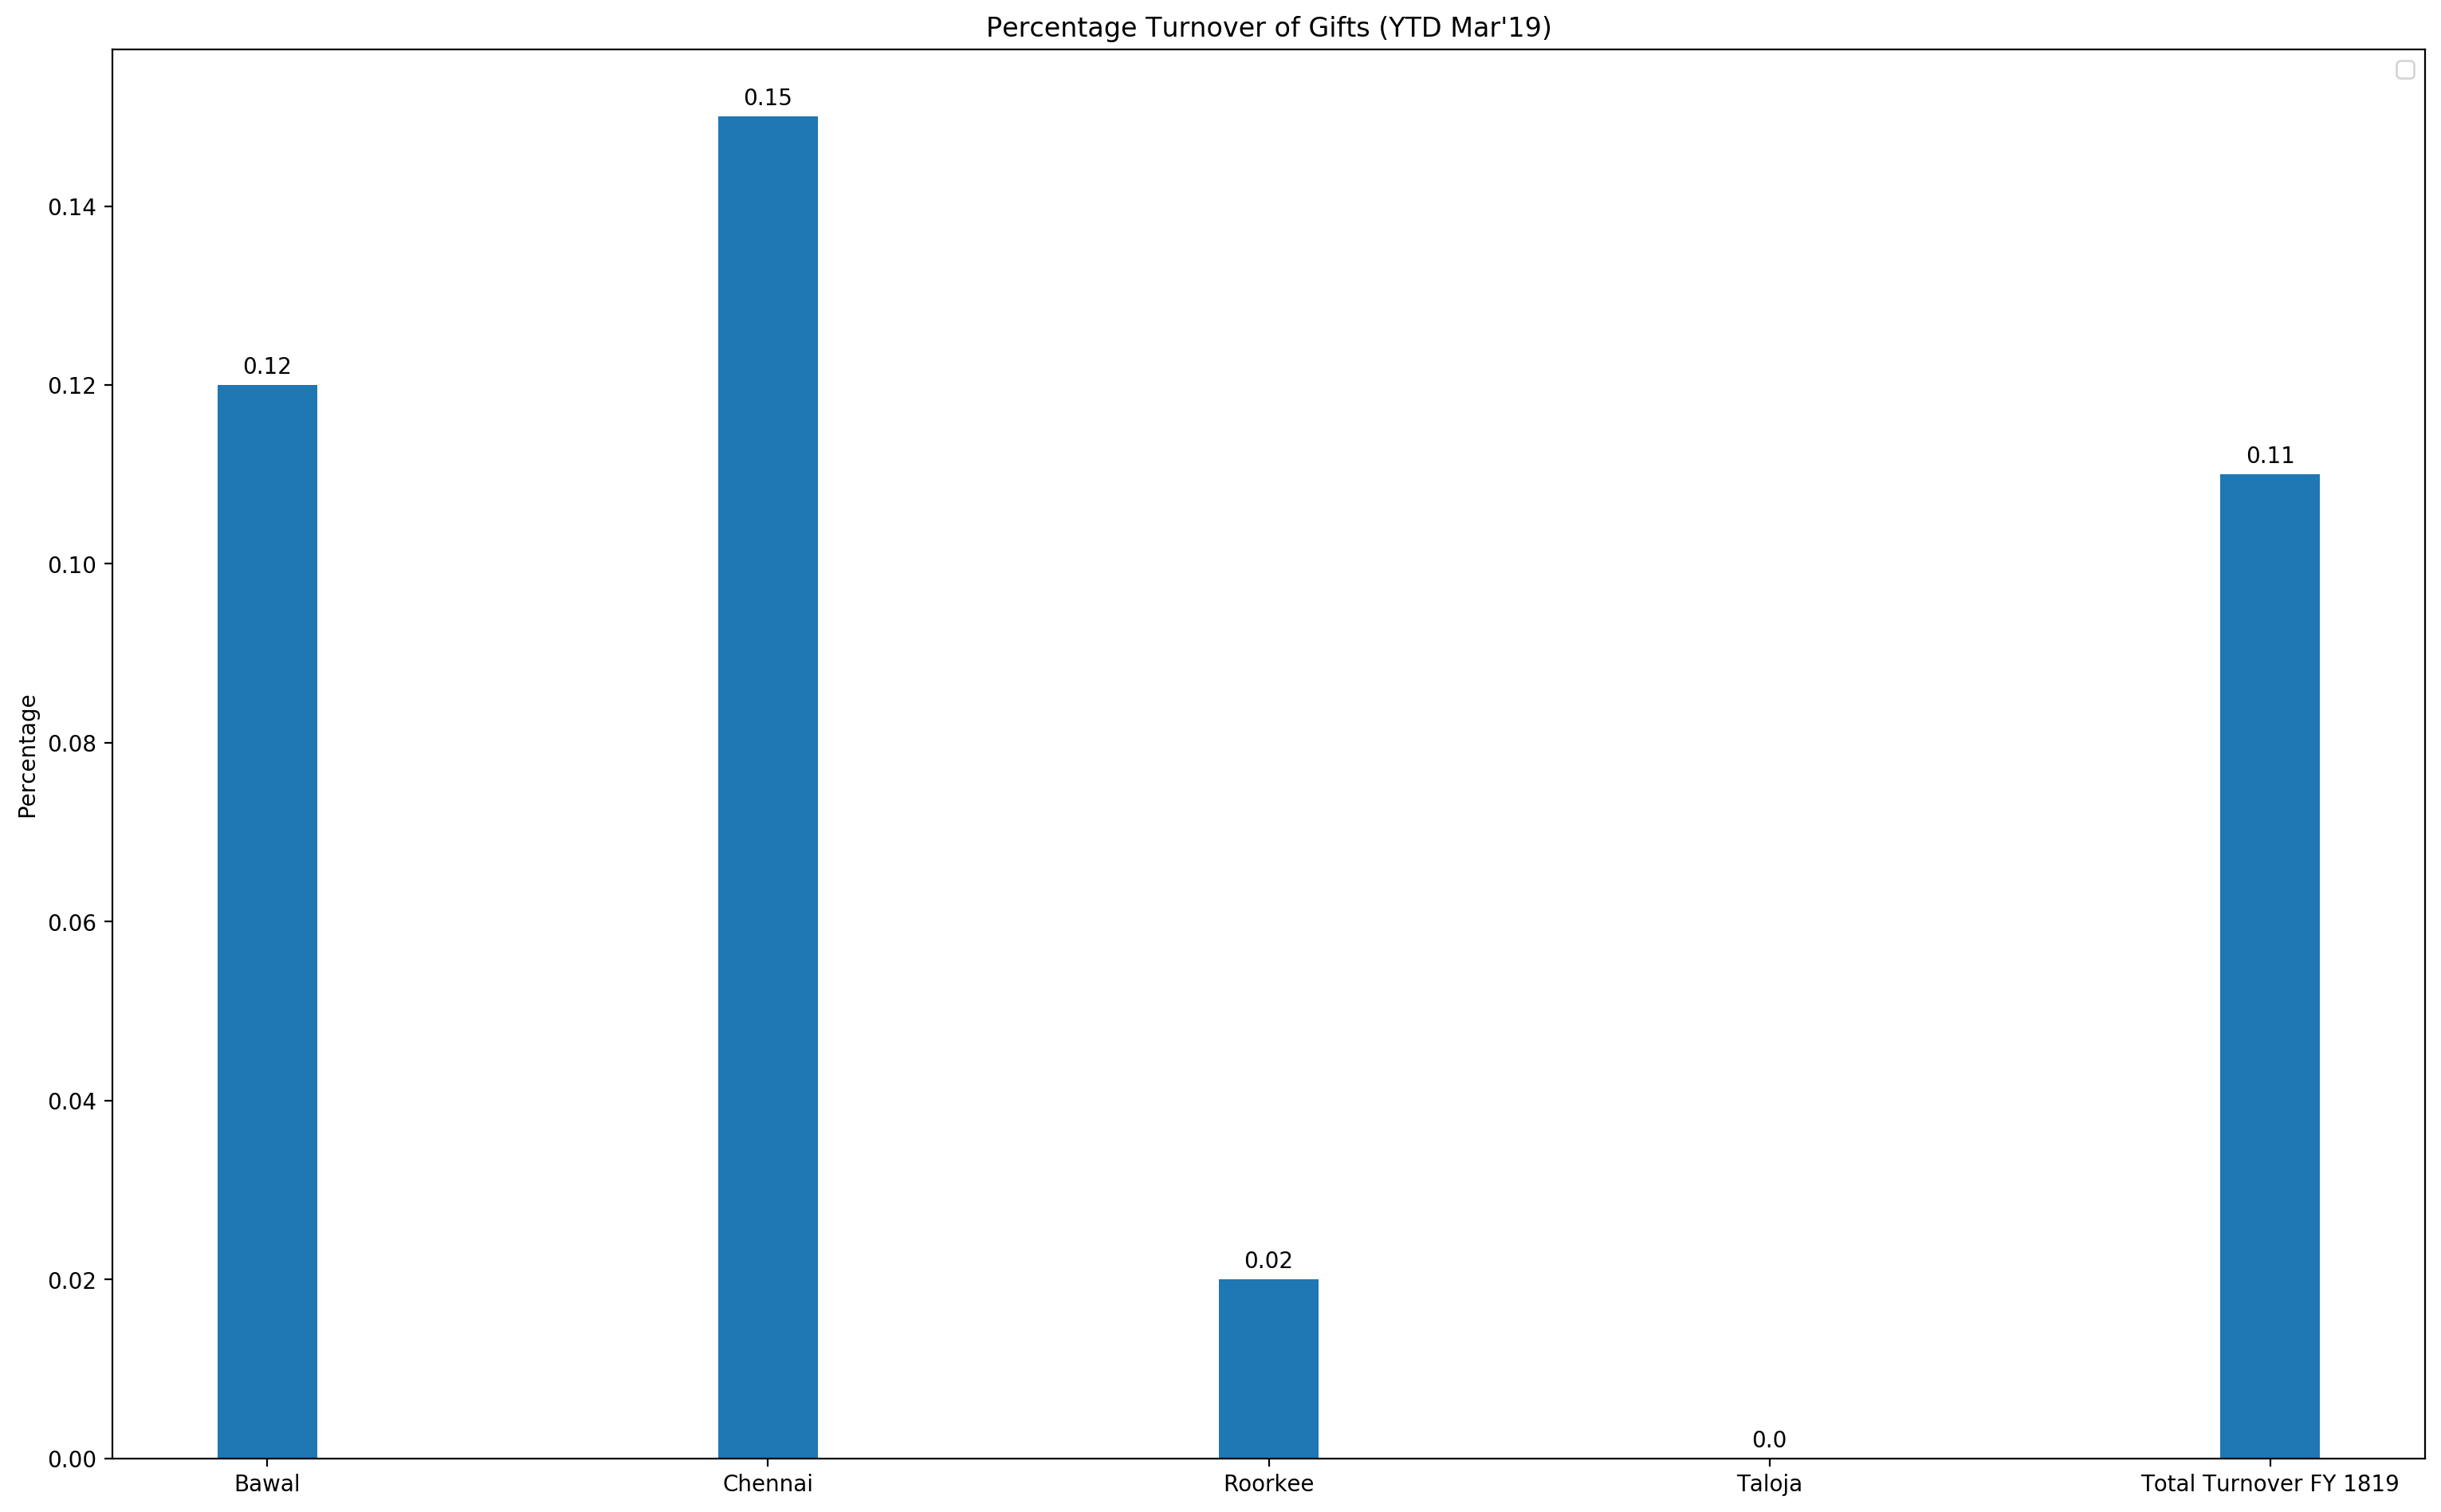 Percentage Turnover of Gifts (YTD Mar'19)
0.15
0.14
0.12
0.12
0.11
0.10
0.08
Percentage
0.06
0.04
0.02
0.02
0.0
0.00
Bawal
Chennai
Roorkee
Taloja
Total Turnover FY 1819